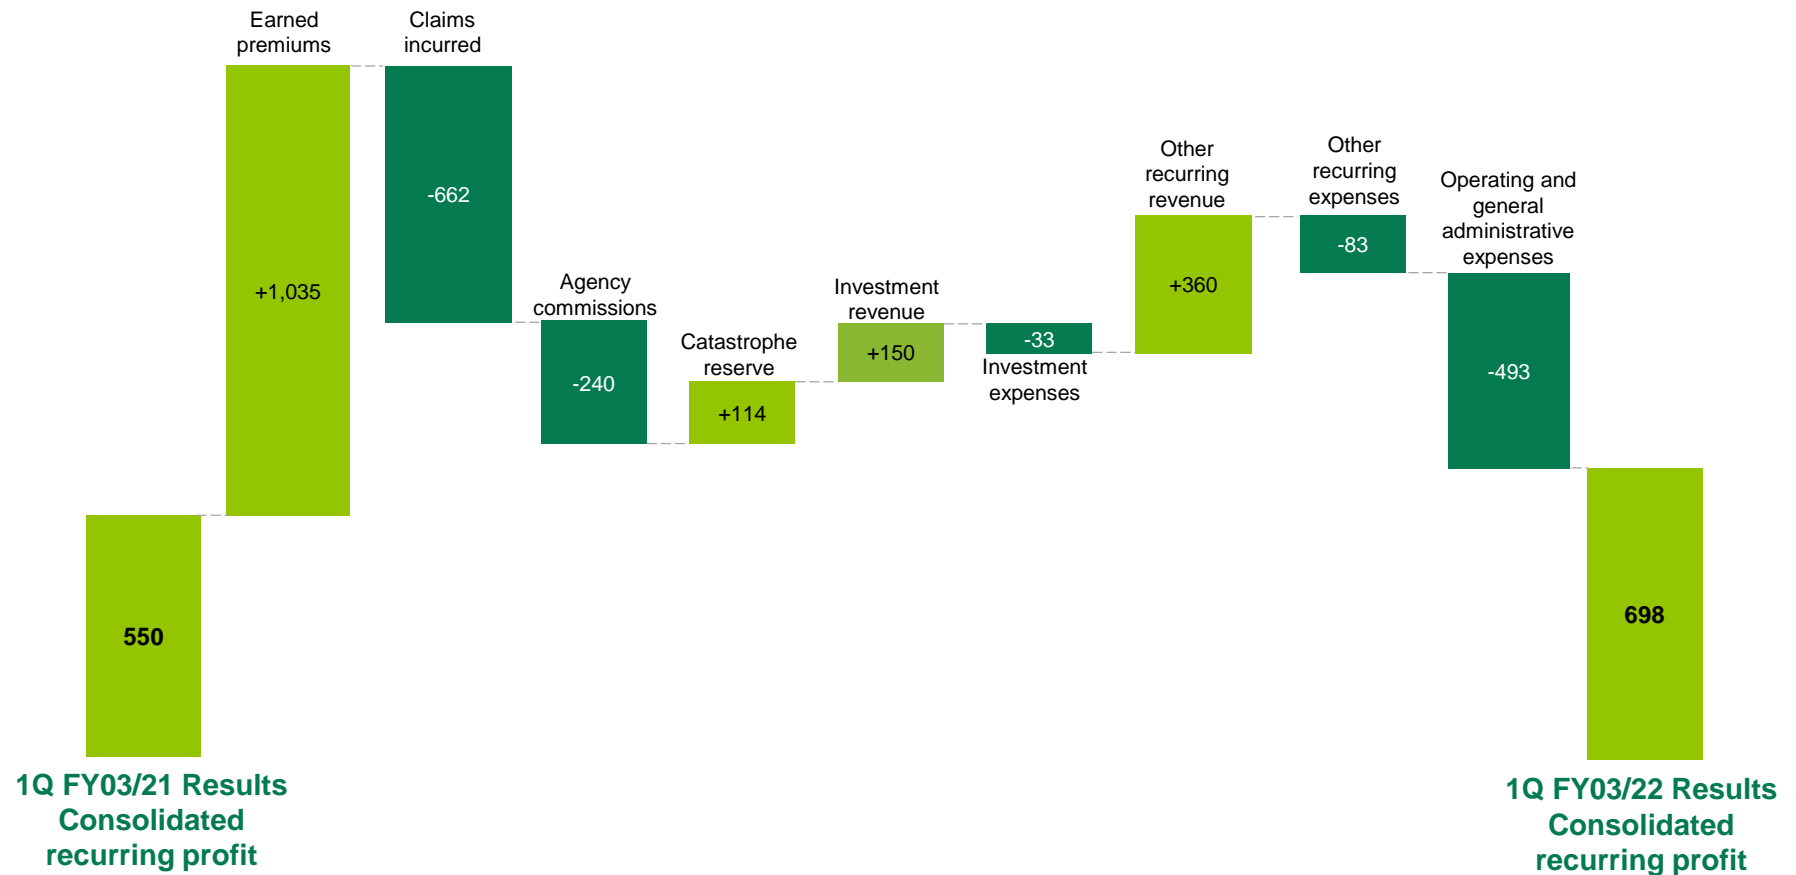 Earned
premiums
+1,035
Claims
incurred
-662
Agency
commissions
-240
Catastrophe
reserve
+114
Investment
revenue
+150
-33
Investment
expenses
Other
recurring
revenue
+360
Other
recurring
expenses
-83
Operating and
general
administrative
expenses
-493
550
1Q FY03/21 Results
Consolidated
recurring profit
698
1Q FY03/22 Results
Consolidated
recurring profit